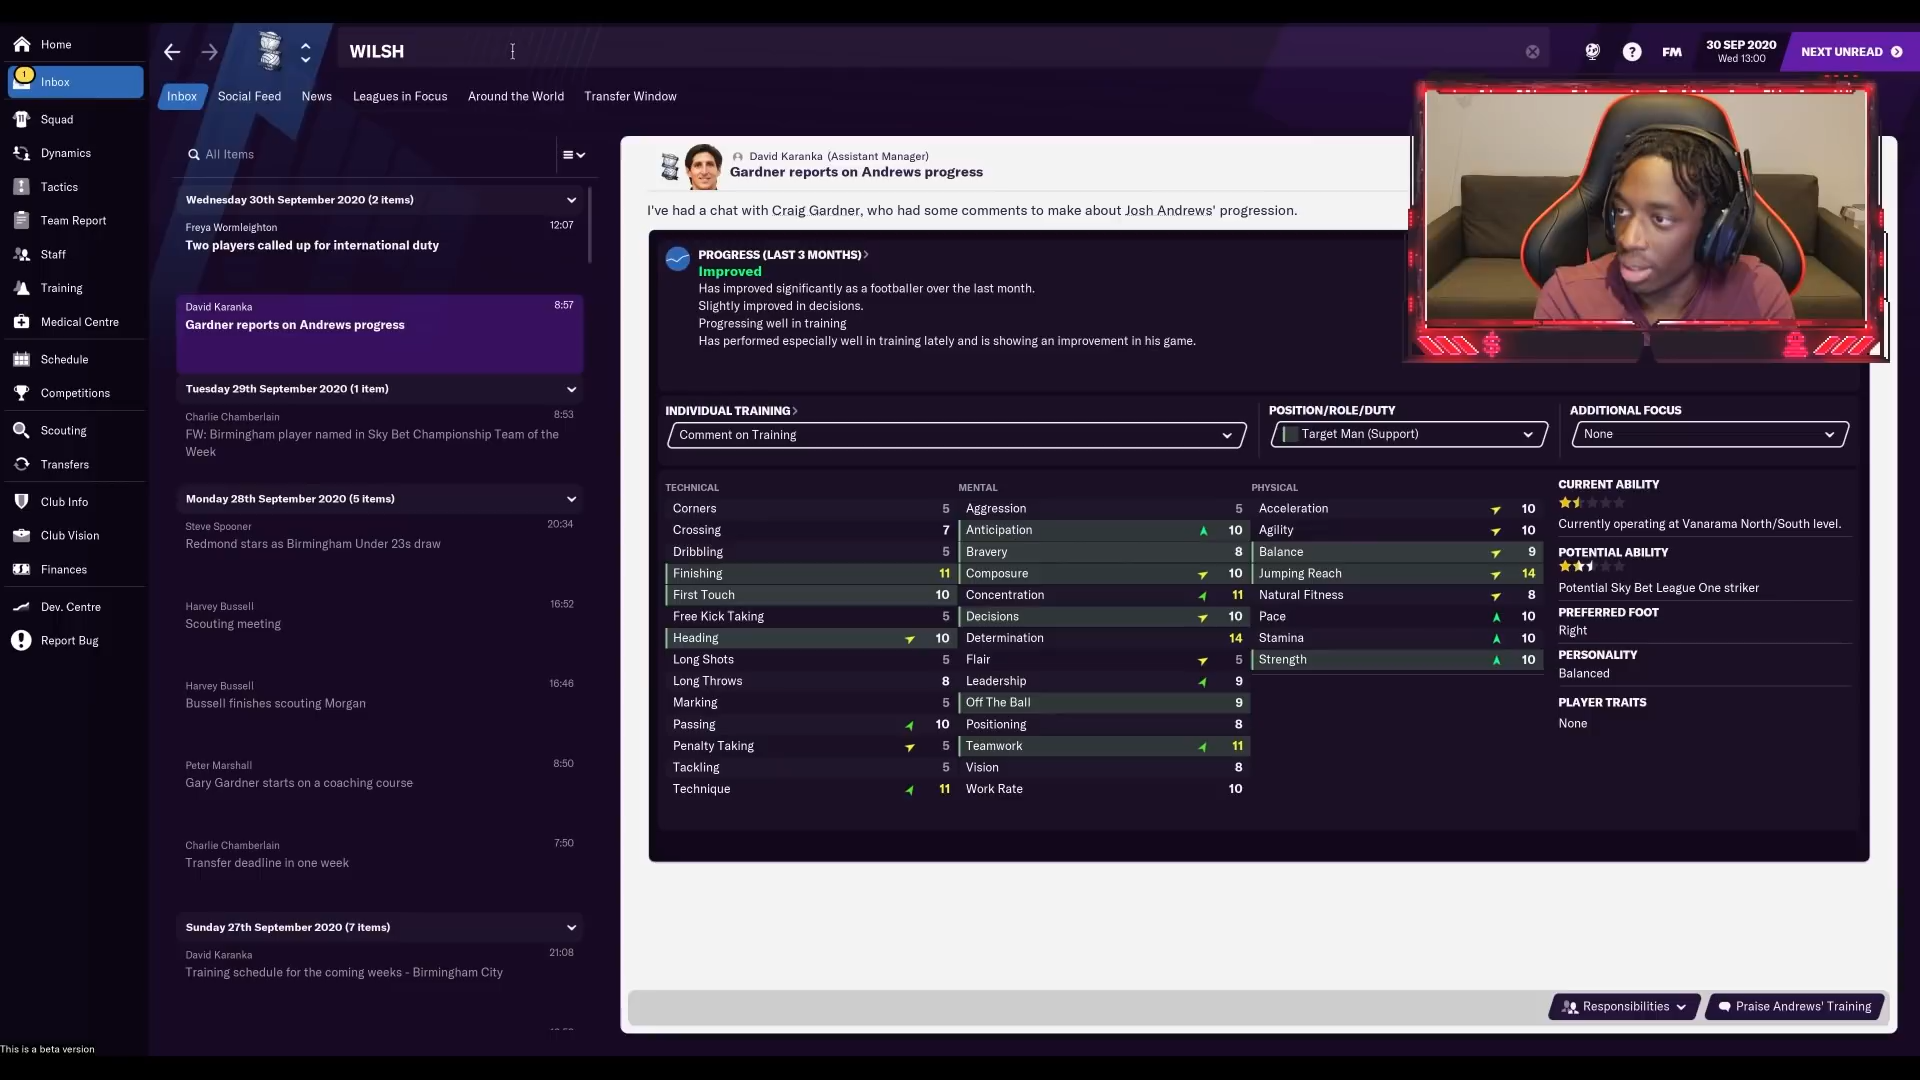 Home
Inbox
1
Squad
Dynamics
Tactics
Team Report
Staff
Training
Medical Centre
Schedule
Competitions
Scouting
Transfers
Club Info
Club Vision
Finances
Dev. Centre
Report Bug
This is a beta version
WILSH
FM
30 SEP 2020
Wed 13:00
NEXT UNREAD
Inbox Social Feed News Leagues in Focus Around the World Transfer Window
All Items
Wednesday 30th September 2020 (2 items)
Freya Wormleighton 12:07
Two players called up for international duty
David Karanka 8:57
Gardner reports on Andrews progress
Tuesday 29th September 2020 (1 item)
Charlie Chamberlain 8:53
FW: Birmingham player named in Sky Bet Championship Team of the
Week
Monday 28th September 2020 (5 items)
Steve Spooner 20:34
Redmond stars as Birmingham Under 23s draw
Harvey Bussell 16:52
Scouting meeting
Harvey Bussell 16:46
Bussell finishes scouting Morgan
Peter Marshall 8:50
Gary Gardner starts on a coaching course
Charlie Chamberlain 7:50
Transfer deadline in one week
Sunday 27th September 2020 (7 items)
David Karanka 21:08
Training schedule for the coming weeks - Birmingham City
David Karanka (Assistant Manager)
Gardner reports on Andrews progress
I've had a chat with Craig Gardner, who had some comments to make about Josh Andrews' progression.
PROGRESS (LAST 3 MONTHS)
Improved
Has improved significantly as a footballer over the last month.
Slightly improved in decisions.
Progressing well in training
Has performed especially well in training lately and is showing an improvement in his game.
INDIVIDUAL TRAINING
Comment on Training
POSITION/ROLE/DUTY
Target Man (Support)
ADDITIONAL FOCUS
None
TECHNICAL
Corners 5
Crossing 7
Dribbling 5
Finishing 11
First Touch 10
Free Kick Taking 5
Heading 10
Long Shots 5
Long Throws 8
Marking 5
Passing 10
Penalty Taking 5
Tackling 5
Technique 11
MENTAL
Aggression 5
Anticipation 10
Bravery 8
Composure 10
Concentration 11
Decisions 10
Determination 14
Flair 5
Leadership 9
Off The Ball 9
Positioning 8
Teamwork 11
Vision 8
Work Rate 10
PHYSICAL
Acceleration 10
Agility 10
Balance 9
Jumping Reach 14
Natural Fitness 8
Pace 10
Stamina 10
Strength 10
CURRENT ABILITY
Currently operating at Vanarama North/South level.
POTENTIAL ABILITY
Potential Sky Bet League One striker
PREFERRED FOOT
Right
PERSONALITY
Balanced
PLAYER TRAITS
None
Responsibilities
Praise Andrews' Training